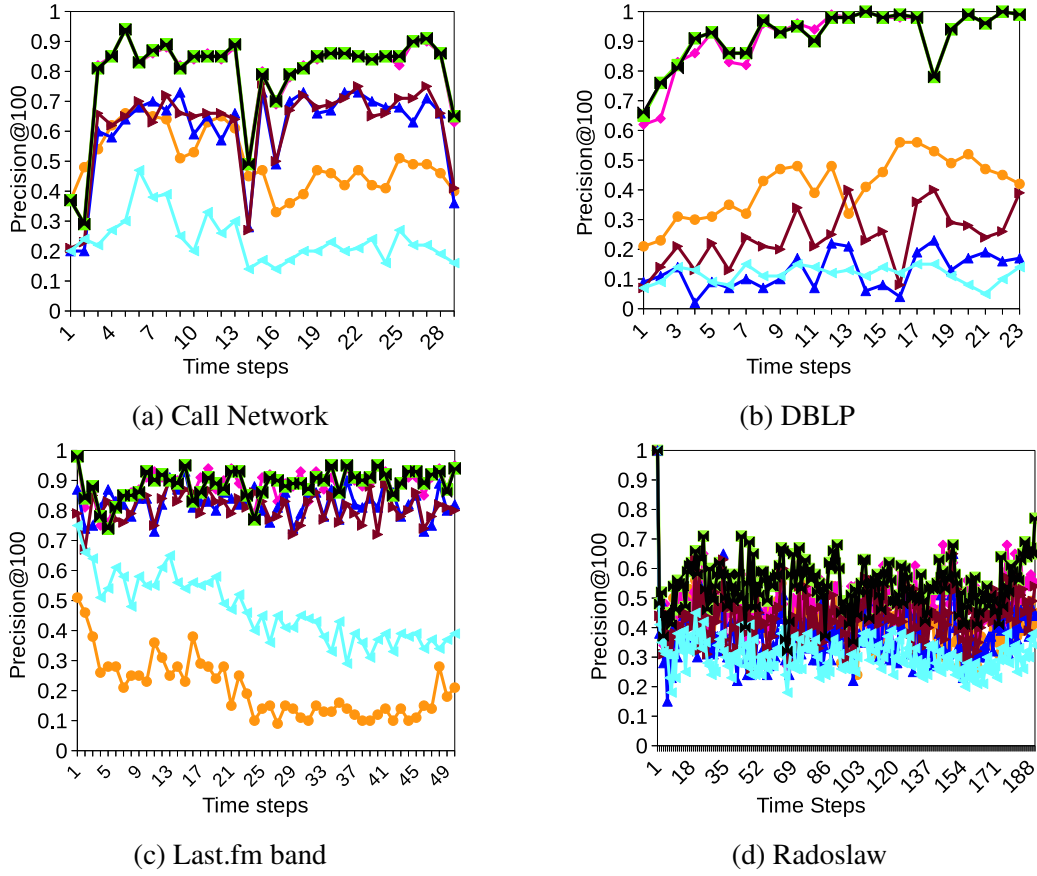 Precision@100
1
0.9
0.8
0.7
0.6
0.5
0.4
0.3
0.2
0.1
0
1 4 7 10 13 16 19 22 25 28
Time steps
(a) Call Network
Precision@100
1
0.9
0.8
0.7
0.6
0.5
0.4
0.3
0.2
0.1
0
1 3 5 7 9 11 13 15 17 19 21 23
Time steps
(b) DBLP
Precision@100
1
0.9
0.8
0.7
0.6
0.5
0.4
0.3
0.2
0.1
0
1 5 9 13 17 21 25 29 33 37 41 45 49
Time steps
(c) Last.fm band
Precision@100
1
0.9
0.8
0.7
0.6
0.5
0.4
0.3
0.2
0.1
0
1 18 35 52 69 86 103 120 137 154 171 188
Time Steps
(d) Radoslaw